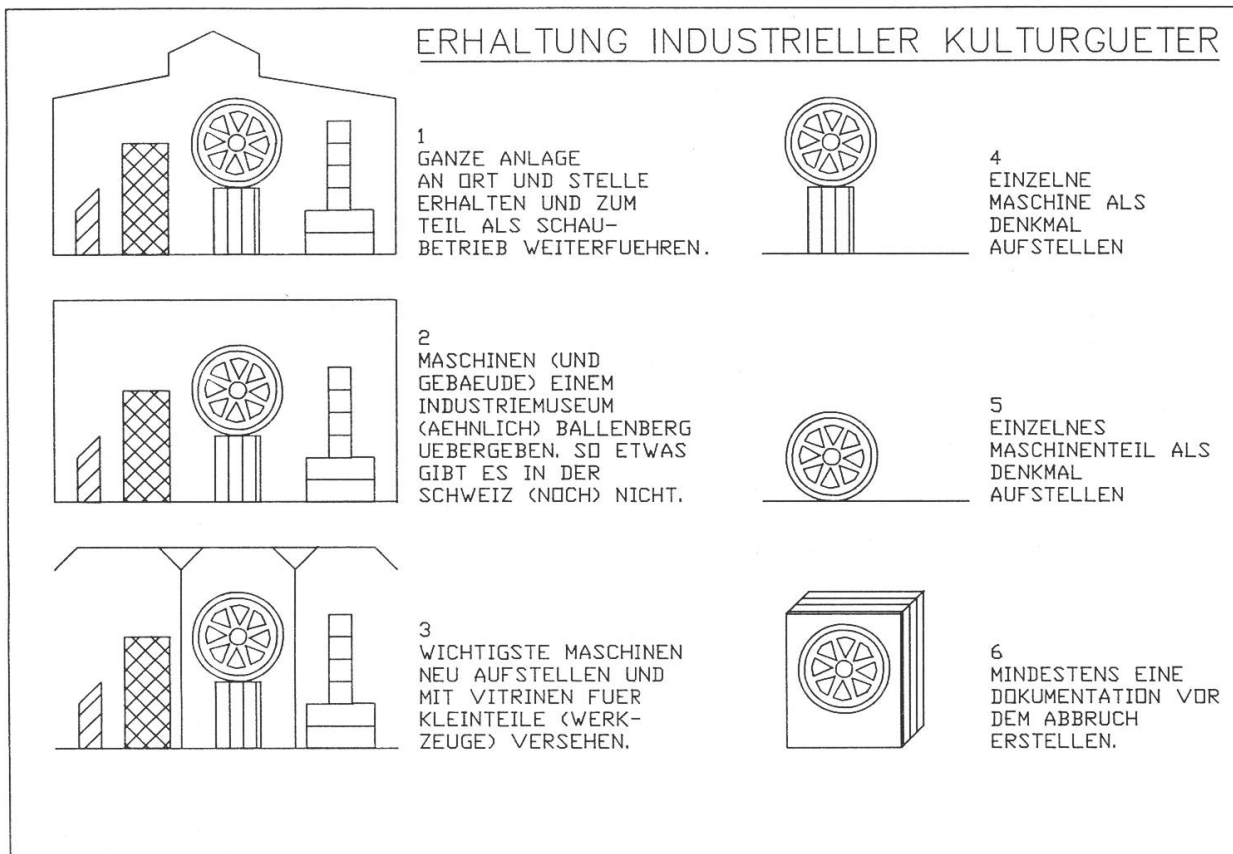 ERHALTUNG INDUSTRIELLER KULTURGUETER
1
GANZE ANLAGE
AN ORT UND STELLE
ERHALTEN UND ZUM
TEIL ALS SCHAU-
BETRIEB WEITERFUEHREN.
2
MASCHINEN (UND
GEBAEUDE) EINEM
INDUSTRIEMUSEUM
(AEHNLICH) BALLENBERG
UEBERGEBEN. SO ETWAS
GIBT ES IN DER
SCHWEIZ (NOCH) NICHT.
3
WICHTIGSTE MASCHINEN
NEU AUFSTELLEN UND
MIT VITRINEN FUER
KLEINTEILE (WERK-
ZEUGE) VERSEHEN.
4
EINZELNE
MASCHINE ALS
DENKMAL
AUFSTELLEN
5
EINZELNES
MASCHINENTEIL ALS
DENKMAL
AUFSTELLEN
6
MINDESTENS EINE
DOKUMENTATION VOR
DEM ABBRUCH
ERSTELLEN.